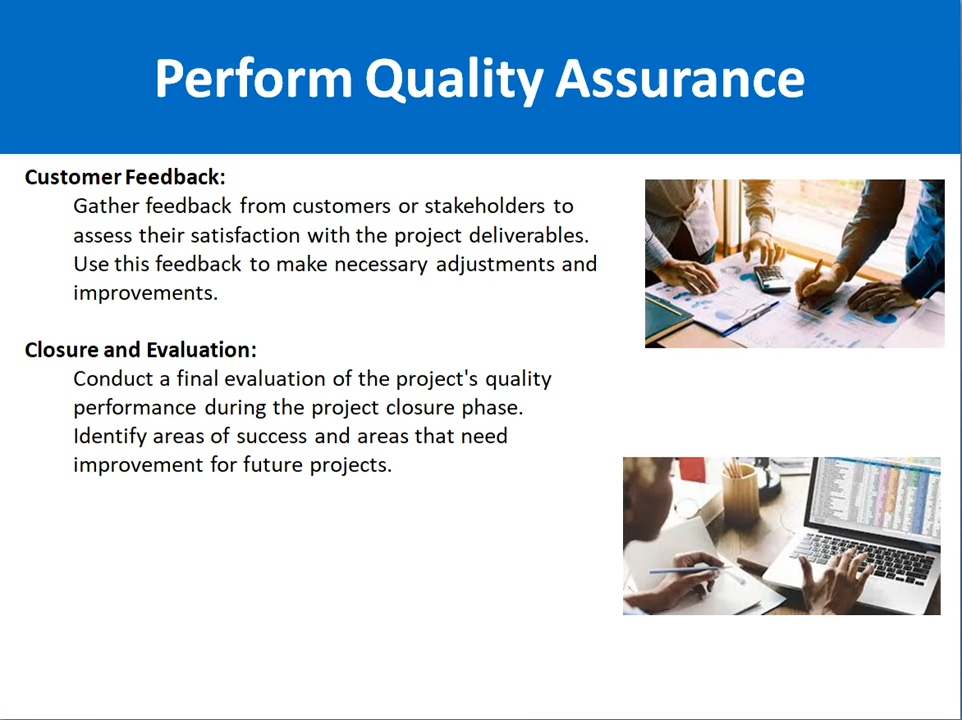 Perform Quality Assurance
Customer Feedback:
Gather feedback from customers or stakeholders to
assess their satisfaction with the project deliverables.
Use this feedback to make necessary adjustments and
improvements.
Closure and Evaluation:
Conduct a final evaluation of the project's quality
performance during the project closure phase.
Identify areas of success and areas that need
improvement for future projects.